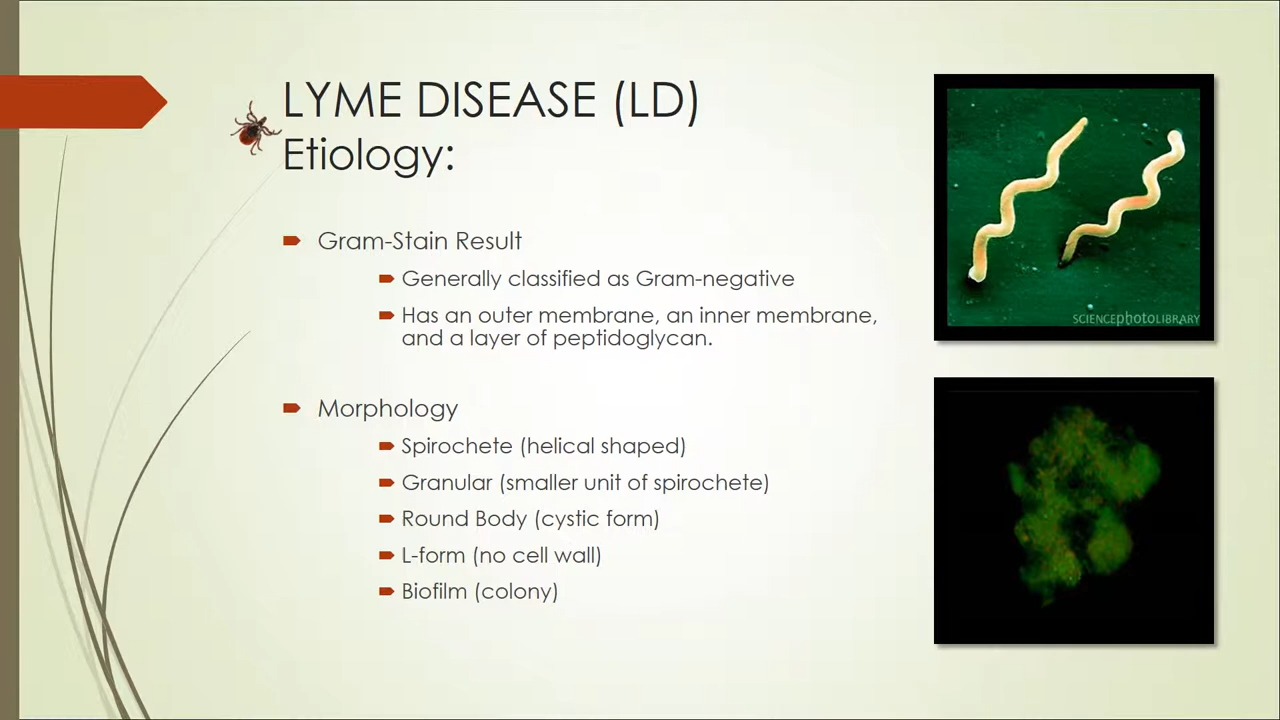 LYME DISEASE (LD)
Etiology:
Gram-Stain Result
Generally classified as Gram-negative
Has an outer membrane, an inner membrane,
and a layer of peptidoglycan.
Morphology
Spirochete (helical shaped)
Granular (smaller unit of spirochete)
Round Body (cystic form)
L-form (no cell wall)
Biofilm (colony)
SCIENCEphotoLIBRARY